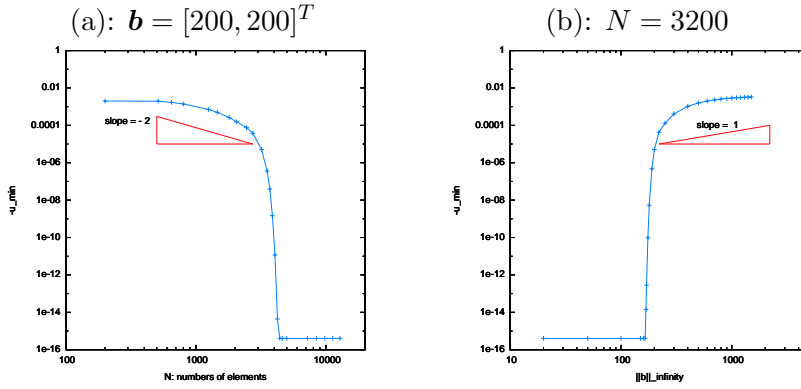 (a): b = [200, 200]^T
1
0.01
0.0001
1e-06
1e-08
1e-10
1e-12
1e-14
1e-16
-u_min
slope = - 2
100
1000
10000
N: numbers of elements
(b): N = 3200
1
0.01
0.0001
1e-06
1e-08
1e-10
1e-12
1e-14
1e-16
-u_min
slope = 1
10
100
1000
||b||_infinity